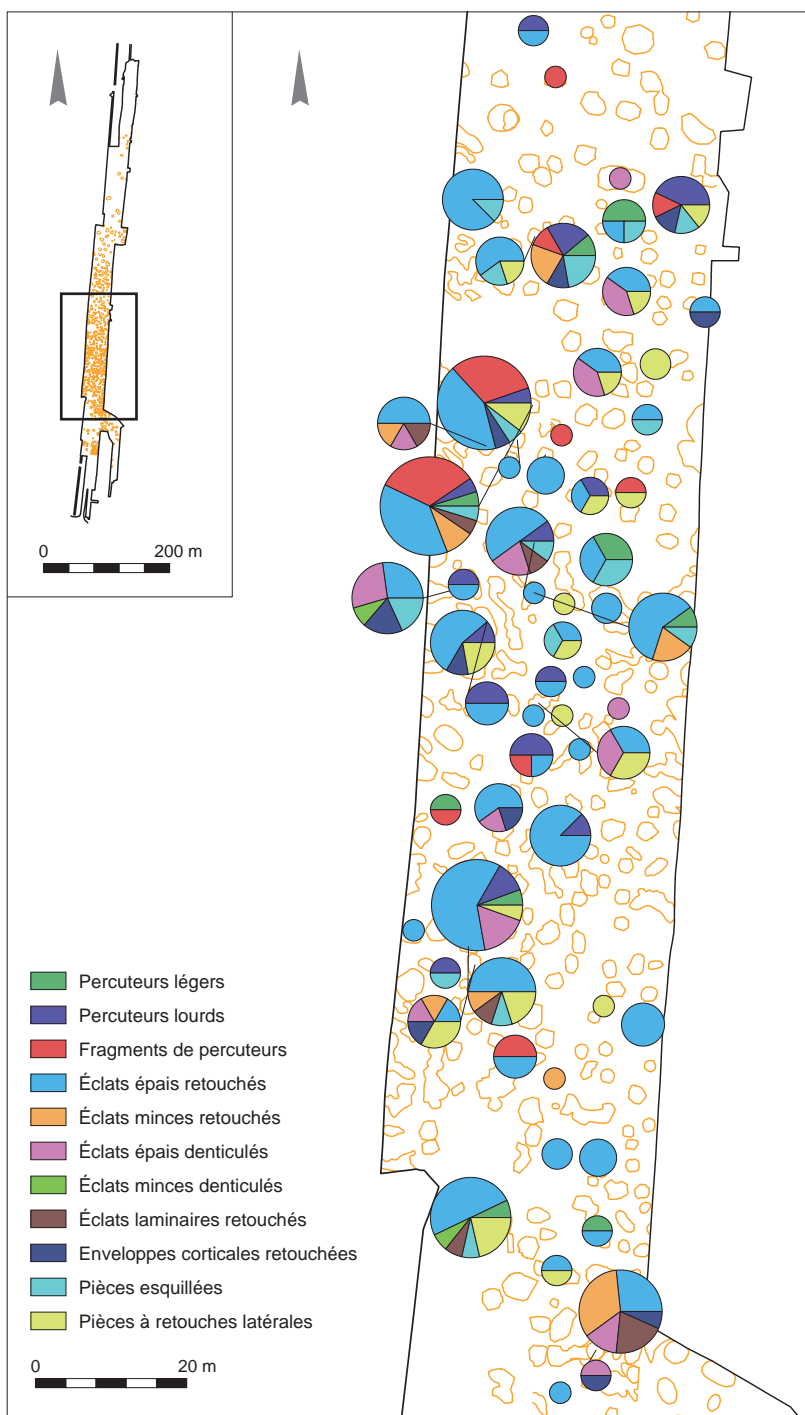 0 200 m
Percuteurs légers
Percuteurs lourds
Fragments de percuteurs
Éclats épais retouchés
Éclats minces retouchés
Éclats épais denticulés
Éclats minces denticulés
Éclats laminaires retouchés
Enveloppes corticales retouchées
Pièces esquillées
Pièces à retouches latérales
0 20 m